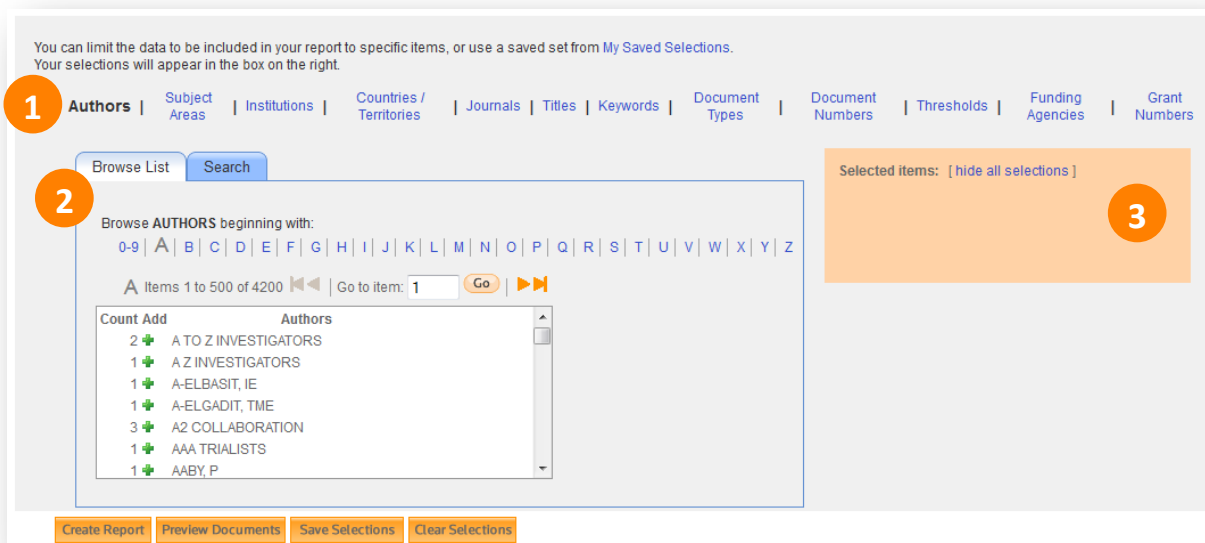 You can limit the data to be included in your report to specific items, or use a saved set from My Saved Selections.
Your selections will appear in the box on the right.
1
Authors | Subject Areas | Institutions | Countries / Territories | Journals | Titles | Keywords | Document Types | Document Numbers | Thresholds | Funding Agencies | Grant Numbers
Browse List Search
Selected items: [ hide all selections ]
2
3
Browse AUTHORS beginning with:
0-9 | A | B | C | D | E | F | G | H | I | J | K | L | M | N | O | P | Q | R | S | T | U | V | W | X | Y | Z
A Items 1 to 500 of 4200 | Go to item: 1 Go |
Count Add Authors
2 A TO Z INVESTIGATORS
1 A Z INVESTIGATORS
1 A-ELBASIT, IE
1 A-ELGADIT, TME
3 A2 COLLABORATION
1 AAA TRIALISTS
1 AABY, P
Create Report Preview Documents Save Selections Clear Selections